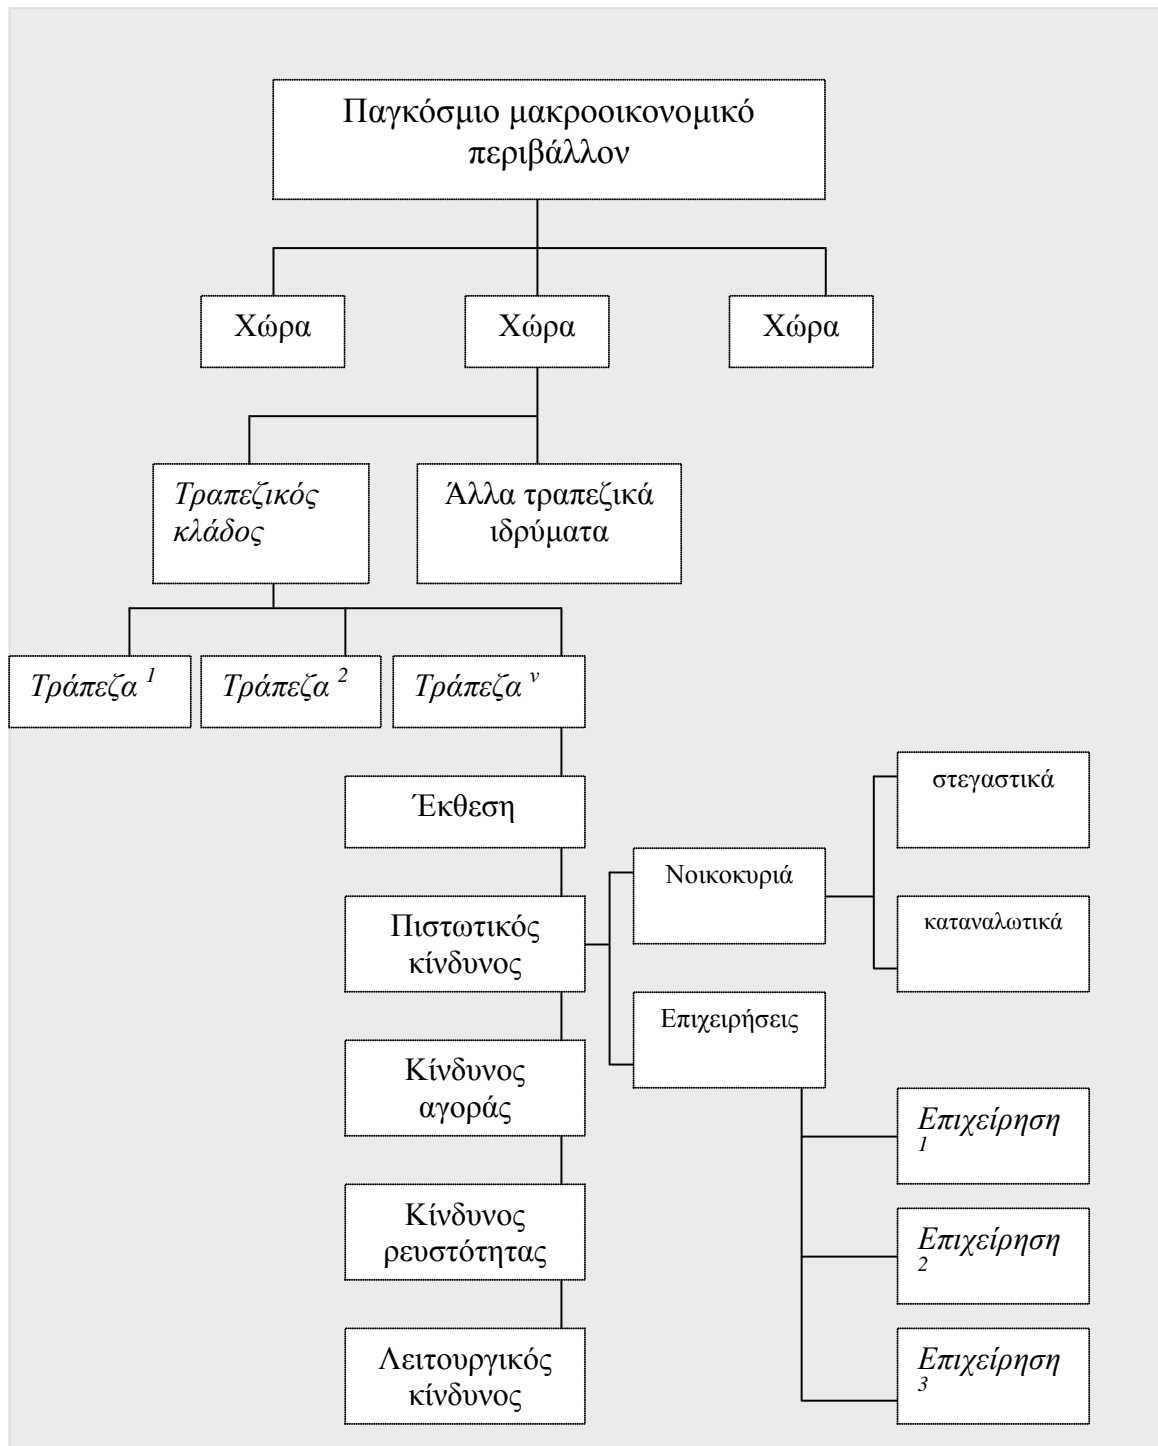 Παγκόσμιο μακροοικονομικό
περιβάλλον
Χώρα
Χώρα
Χώρα
Τραπεζικός
κλάδος
Άλλα τραπεζικά
ιδρύματα
Τράπεζα 1
Τράπεζα 2
Τράπεζα ν
Έκθεση
Πιστωτικός
κίνδυνος
Κίνδυνος
αγοράς
Κίνδυνος
ρευστότητας
Λειτουργικός
κίνδυνος
Νοικοκυριά
Επιχειρήσεις
στεγαστικά
καταναλωτικά
Επιχείρηση
1
Επιχείρηση
2
Επιχείρηση
3